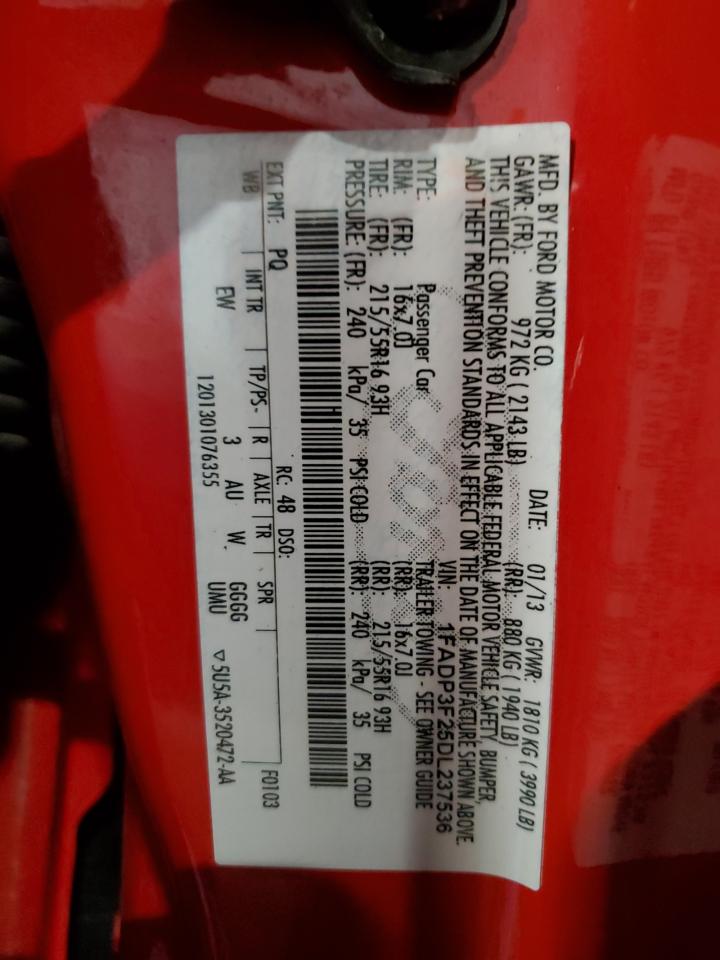 MFD. BY FORD MOTOR CO.
DATE: 01/13 GVWR: 1810 KG ( 3990 LB)
GAWR: (FR): 972 KG ( 2143 LB) (RR): 880 KG ( 1940 LB)
THIS VEHICLE CONFORMS TO ALL APPLICABLE FEDERAL MOTOR VEHICLE SAFETY, BUMPER,
AND THEFT PREVENTION STANDARDS IN EFFECT ON THE DATE OF MANUFACTURE SHOWN ABOVE.
VIN: 1FADP3F25DL237536
TYPE: Passenger Car TRAILER TOWING - SEE OWNER GUIDE
RIM: (FR): 16x7.0J (RR): 16x7.0J
TIRE: (FR): 215/55R16 93H (RR): 215/55R16 93H
PRESSURE: (FR): 240 kPa/ 35 PSI COLD (RR): 240 kPa/ 35 PSI COLD
EXT PNT: PQ RC: 48 DSO: F0103
WB INT TR TP/PS- R AXLE TR SPR
EW 3 AU W. GGGG
UMU
1201301076355 ▽5U5A-3520472-AA